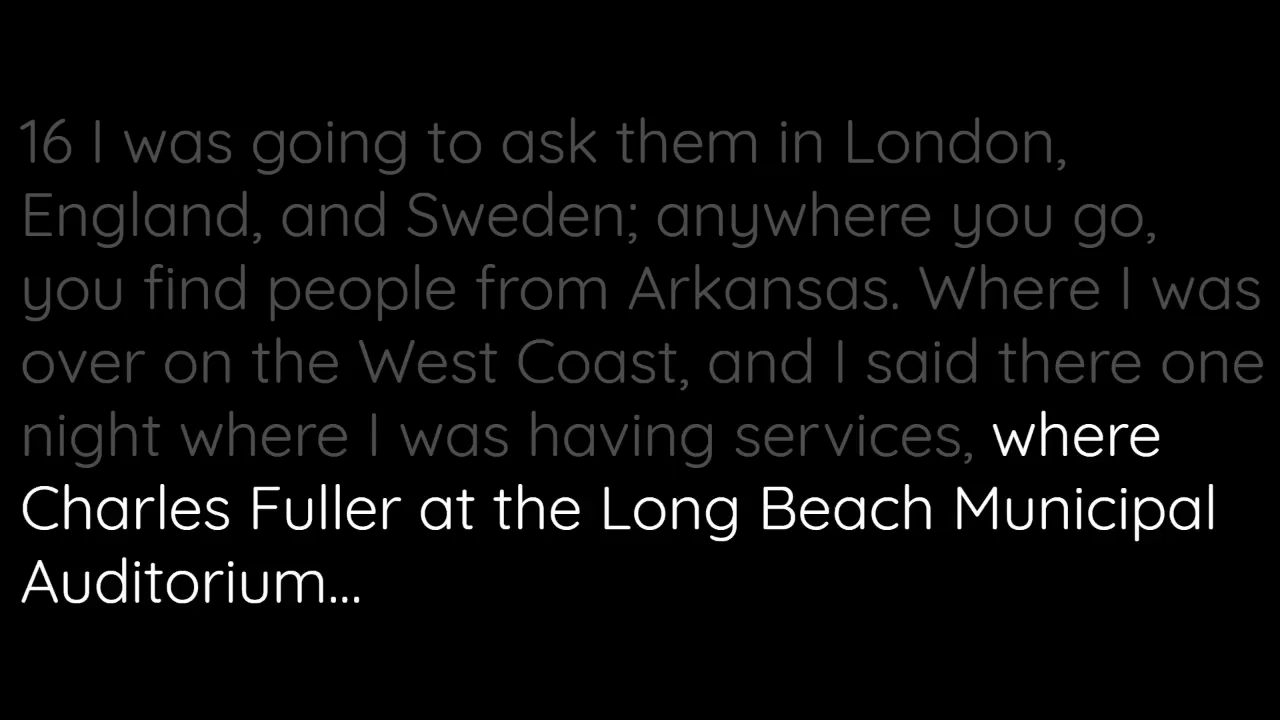 16 I was going to ask them in London,
England, and Sweden; anywhere you go,
you find people from Arkansas. Where I was
over on the West Coast, and I said there one
night where I was having services, where
Charles Fuller at the Long Beach Municipal
Auditorium...